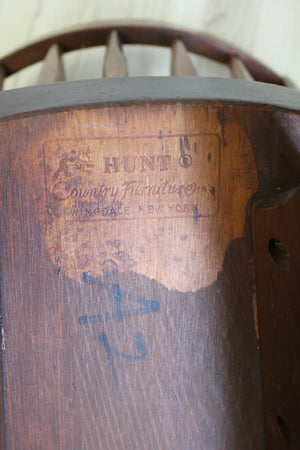 HUNT
Country Furniture INC
WINGDALE, NEW YORK